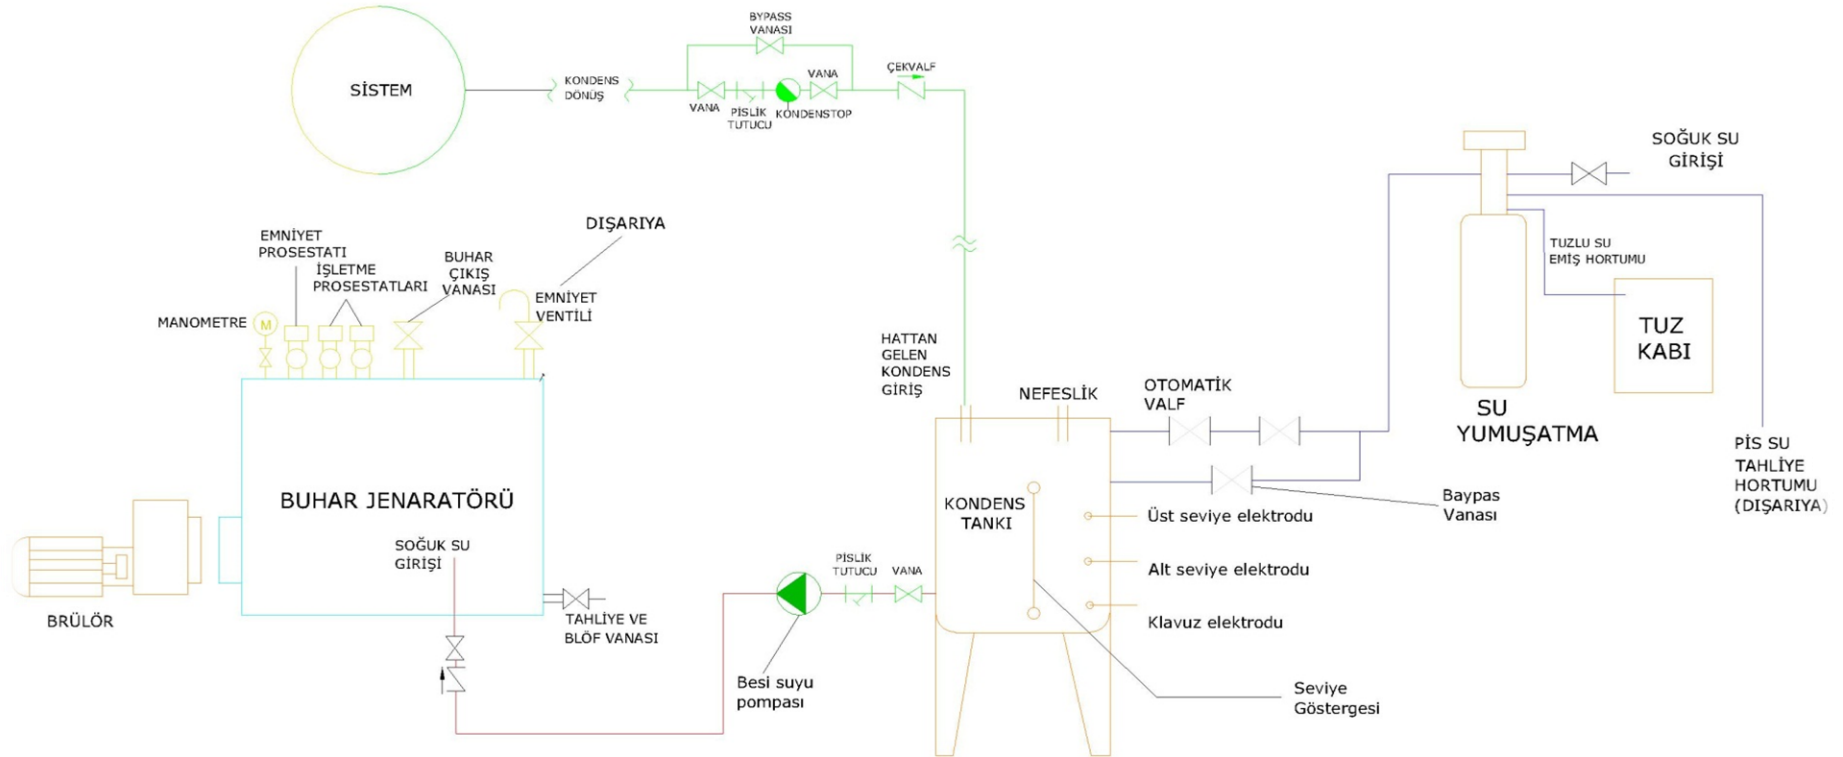 BYPASS
VANASI
SİSTEM
KONDENS
DÖNÜŞ
VANA
PİSLİK
TUTUCU
KONDENSTOP
VANA
ÇEKVALF
SOĞUK SU
GİRİŞİ
TUZLU SU
EMİŞ HORTUMU
TUZ
KABI
SU
YUMUŞATMA
PİS SU
TAHLİYE
HORTUMU
(DIŞARIYA)
EMNİYET
PROSESTATI
İŞLETME
PROSESTATLARI
BUHAR
ÇIKIŞ
VANASI
DIŞARIYA
EMNİYET
VENTİLİ
MANOMETRE
M
HATTAN
GELEN
KONDENS
GİRİŞ
NEFESLİK
OTOMATİK
VALF
BUHAR JENARATÖRÜ
SOĞUK SU
GİRİŞİ
BRÜLÖR
TAHLİYE VE
BLÖF VANASI
PİSLİK
TUTUCU
VANA
Besi suyu
pompası
KONDENS
TANKI
Baypas
Vanası
Üst seviye elektrodu
Alt seviye elektrodu
Klavuz elektrodu
Seviye
Göstergesi